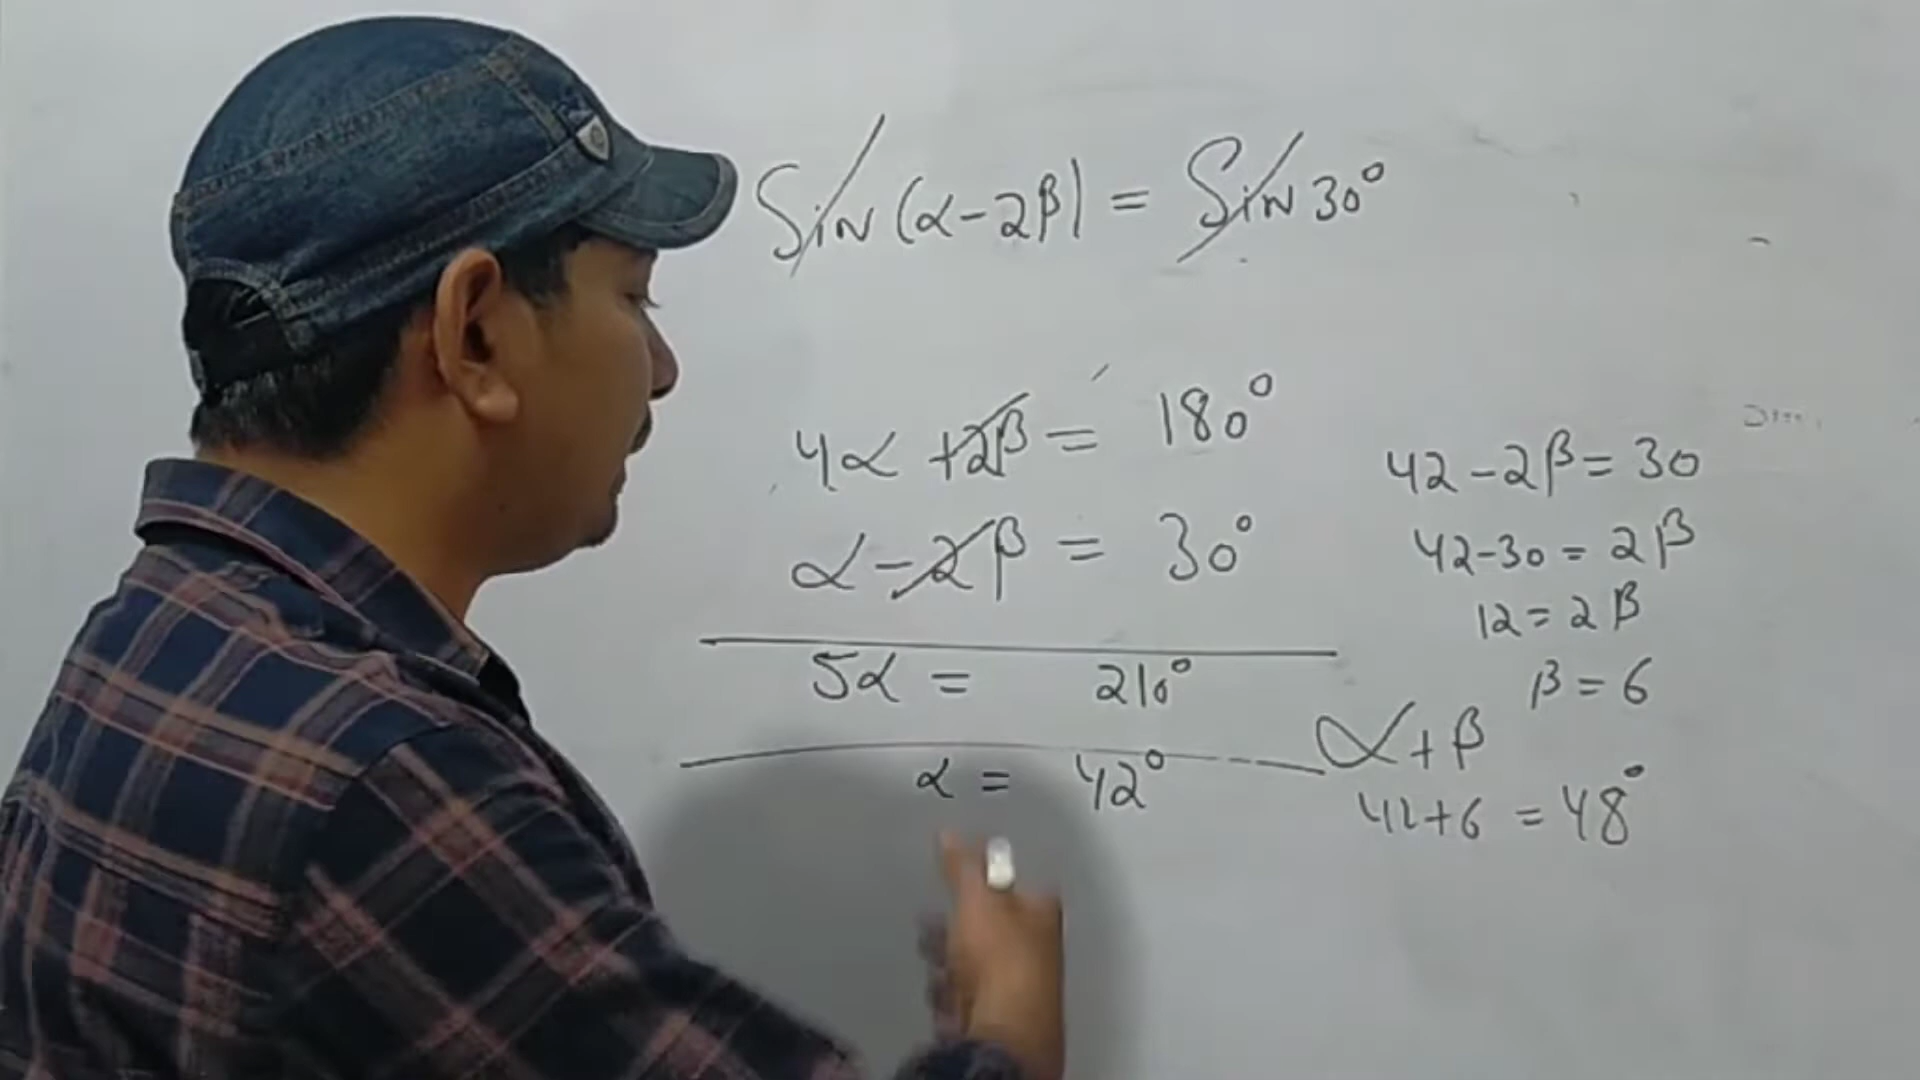 Sin(α-2β) = Sin 30°
4α +2β = 180°
α-2β = 30°
5α = 210°
α = 42°
42-2β = 30
42-30 = 2β
12 = 2β
β = 6
α+β
42+6 = 48°